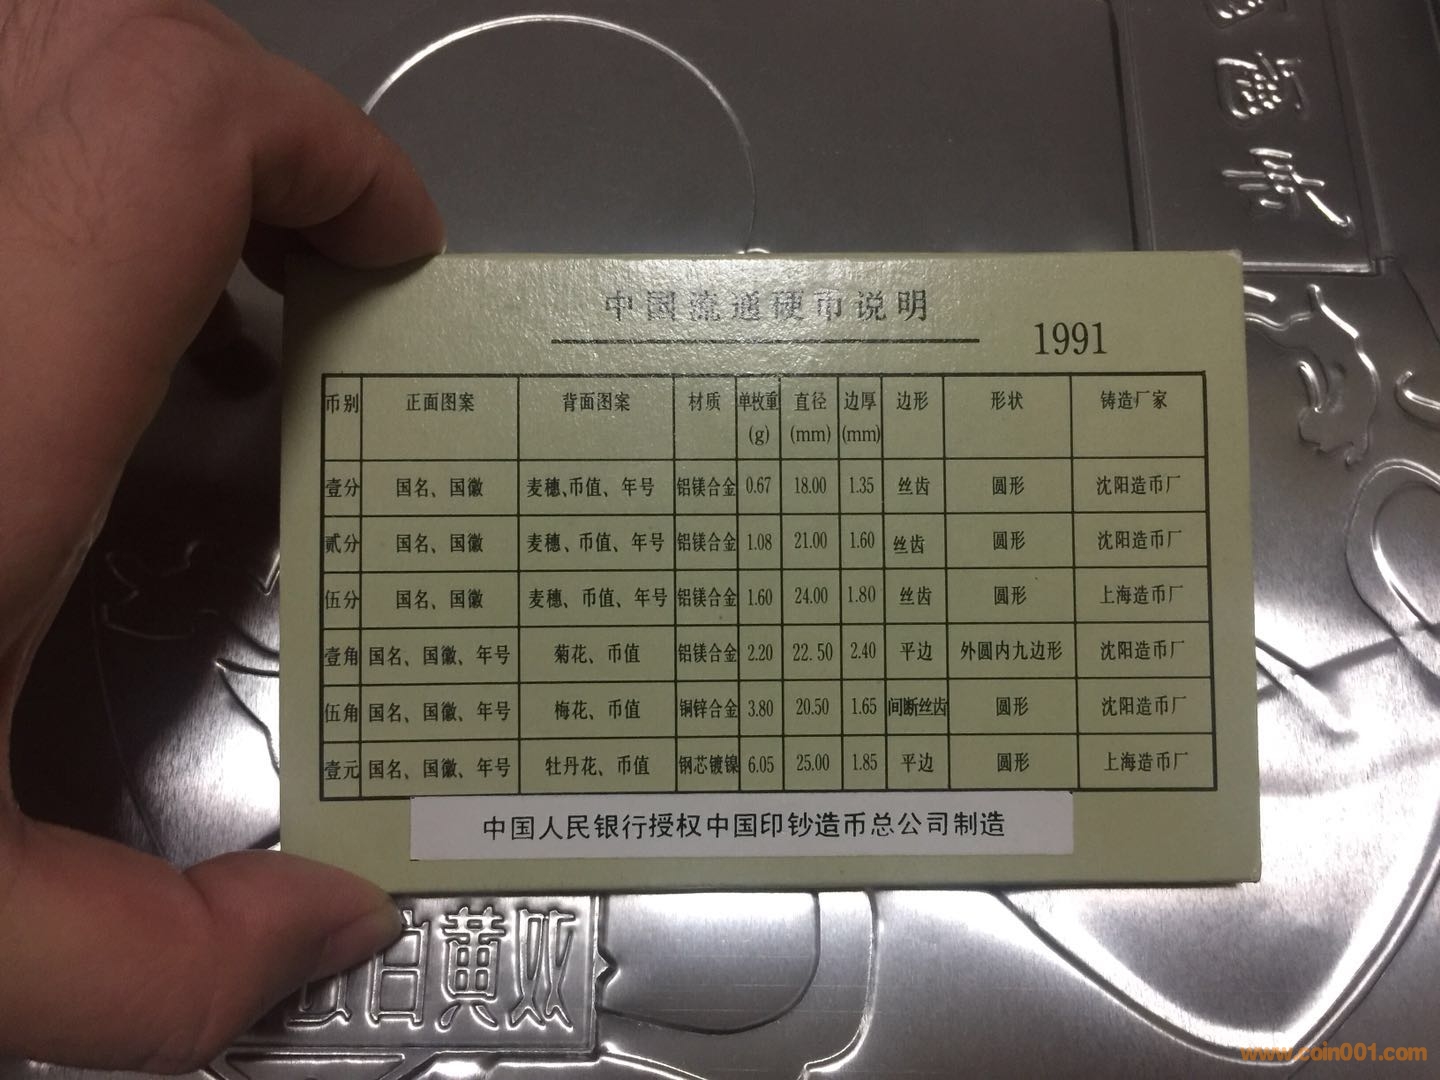 中国流通硬币说明
1991
币别 正面图案 背面图案 材质 单枚重(g) 直径(mm) 边厚(mm) 边形 形状 铸造厂家
壹分 国名、国徽 麦穗、币值、年号 铝镁合金 0.67 18.00 1.35 丝齿 圆形 沈阳造币厂
贰分 国名、国徽 麦穗、币值、年号 铝镁合金 1.08 21.00 1.60 丝齿 圆形 沈阳造币厂
伍分 国名、国徽 麦穗、币值、年号 铝镁合金 1.60 24.00 1.80 丝齿 圆形 上海造币厂
壹角 国名、国徽、年号 菊花、币值 铝镁合金 2.20 22.50 2.40 平边 外圆内九边形 沈阳造币厂
伍角 国名、国徽、年号 梅花、币值 铜锌合金 3.80 20.50 1.65 间断丝齿 圆形 沈阳造币厂
壹元 国名、国徽、年号 牡丹花、币值 钢芯镀镍 6.05 25.00 1.85 平边 圆形 上海造币厂
中国人民银行授权中国印钞造币总公司制造
www.coin001.com